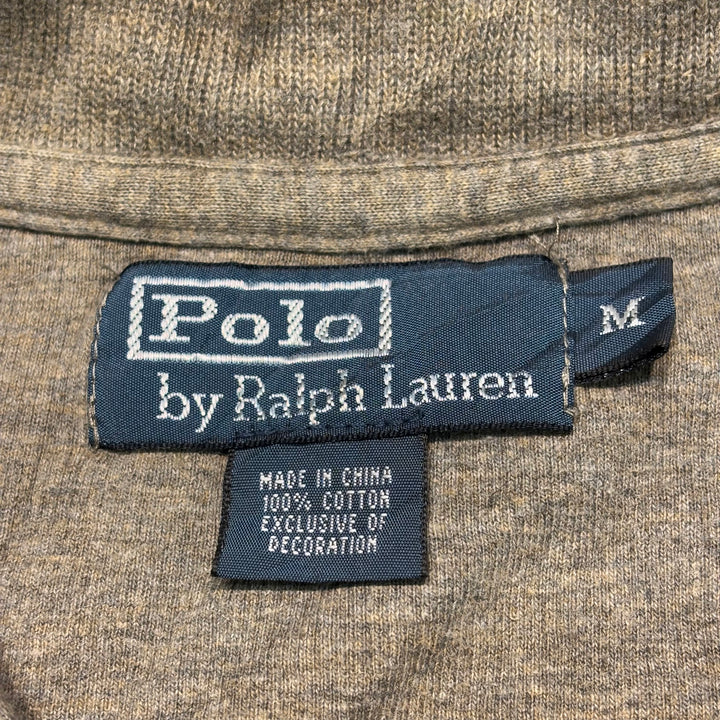 Polo
by Ralph Lauren
M
MADE IN CHINA
100% COTTON
EXCLUSIVE OF
DECORATION